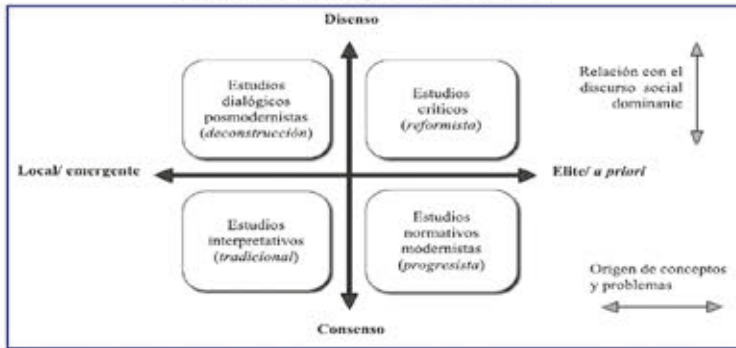 Disenso
Estudios
dialógicos
posmodernistas
(deconstrucción)
Estudios
críticos
(reformista)
Relación con el
discurso social
dominante
Local/ emergente
Elite/ a priori
Estudios
interpretativos
(tradicional)
Estudios
normativos
modernistas
(progresista)
Origen de conceptos
y problemas
Consenso